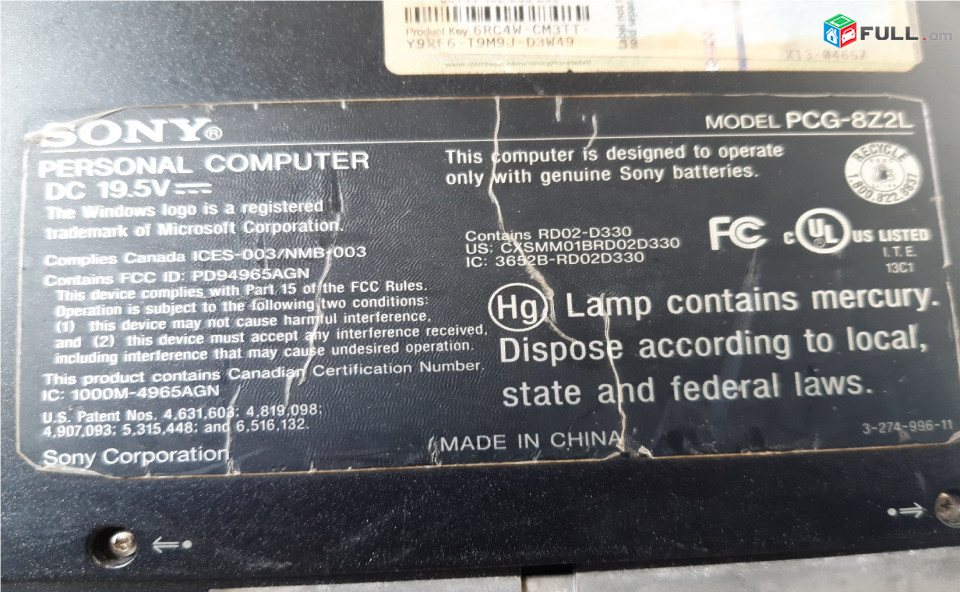 FULL.am
Product Key: 6RC4W-CM3TT-
Y9RF6-T9M9J-D3W49
X13-04657
SONY®
MODEL PCG-8Z2L
PERSONAL COMPUTER
DC 19.5V
The Windows logo is a registered
trademark of Microsoft Corporation.
Complies Canada ICES-003/NMB-003
Contains FCC ID: PD94965AGN
This device complies with Part 15 of the FCC Rules.
Operation is subject to the following two conditions:
(1) this device may not cause harmful interference,
and (2) this device must accept any interference received,
including interference that may cause undesired operation.
This product contains Canadian Certification Number.
IC: 1000M-4965AGN
U.S. Patent Nos. 4,631,603; 4,819,098;
4,907,093; 5,315,448; and 6,516,132.
Sony Corporation
This computer is designed to operate
only with genuine Sony batteries.
RECYCLE
1.800.822.8837
Contains RD02-D330
US: CXSMM01BRD02D330
IC: 3652B-RD02D330
FC
c UL US LISTED
I.T.E.
13C1
Hg Lamp contains mercury.
Dispose according to local,
state and federal laws.
MADE IN CHINA
3-274-996-11